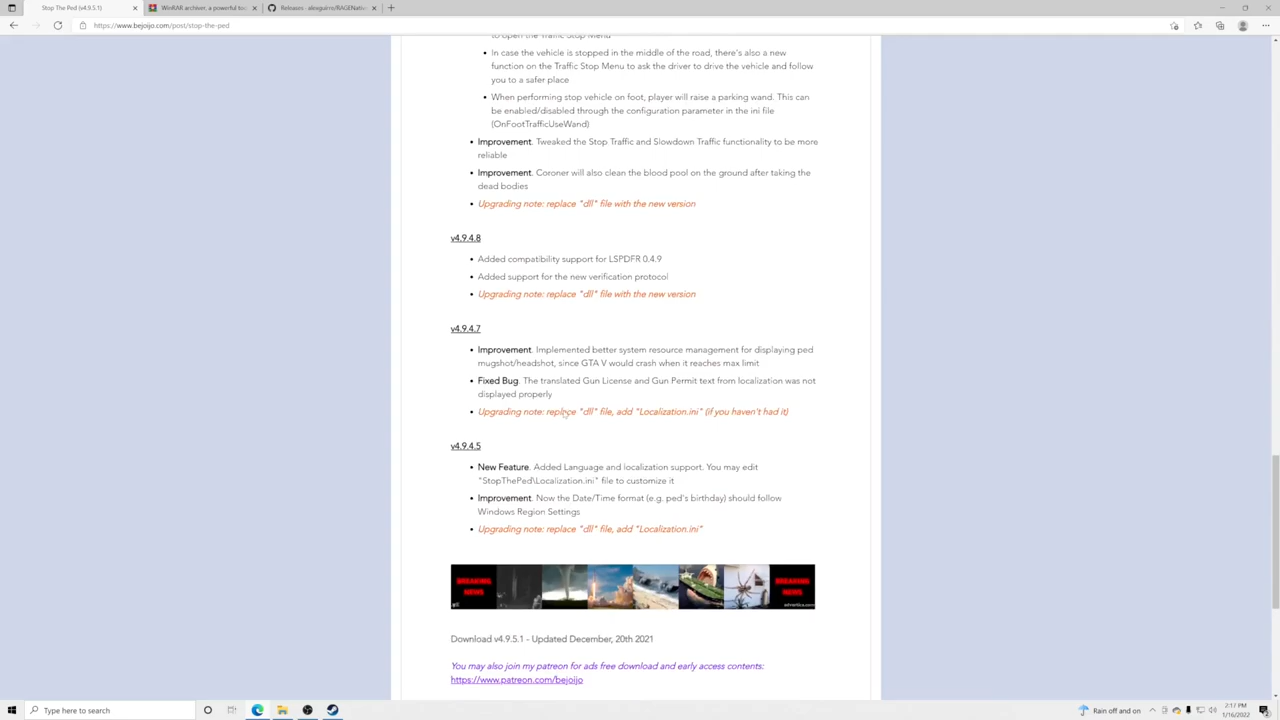 Stop The Ped (v4.9.5.1)
WinRAR archiver, a powerful too
Releases · alexguirre/RAGENativ
https://www.bejoijo.com/post/stop-the-ped
to open the Traffic Stop Menu
In case the vehicle is stopped in the middle of the road, there's also a new
function on the Traffic Stop Menu to ask the driver to drive the vehicle and follow
you to a safer place
When performing stop vehicle on foot, player will raise a parking wand. This can
be enabled/disabled through the configuration parameter in the ini file
(OnFootTrafficUseWand)
Improvement. Tweaked the Stop Traffic and Slowdown Traffic functionality to be more
reliable
Improvement. Coroner will also clean the blood pool on the ground after taking the
dead bodies
Upgrading note: replace "dll" file with the new version
v4.9.4.8
Added compatibility support for LSPDFR 0.4.9
Added support for the new verification protocol
Upgrading note: replace "dll" file with the new version
v4.9.4.7
Improvement. Implemented better system resource management for displaying ped
mugshot/headshot, since GTA V would crash when it reaches max limit
Fixed Bug. The translated Gun License and Gun Permit text from localization was not
displayed properly
Upgrading note: replace "dll" file, add "Localization.ini" (if you haven't had it)
v4.9.4.5
New Feature. Added Language and localization support. You may edit
"StopThePed\Localization.ini" file to customize it
Improvement. Now the Date/Time format (e.g. ped's birthday) should follow
Windows Region Settings
Upgrading note: replace "dll" file, add "Localization.ini"
BREAKING NEWS
BREAKING NEWS
Download v4.9.5.1 - Updated December, 20th 2021
You may also join my patreon for ads free download and early access contents:
https://www.patreon.com/bejoijo
Type here to search
Rain off and on
2:17 PM
1/16/2022